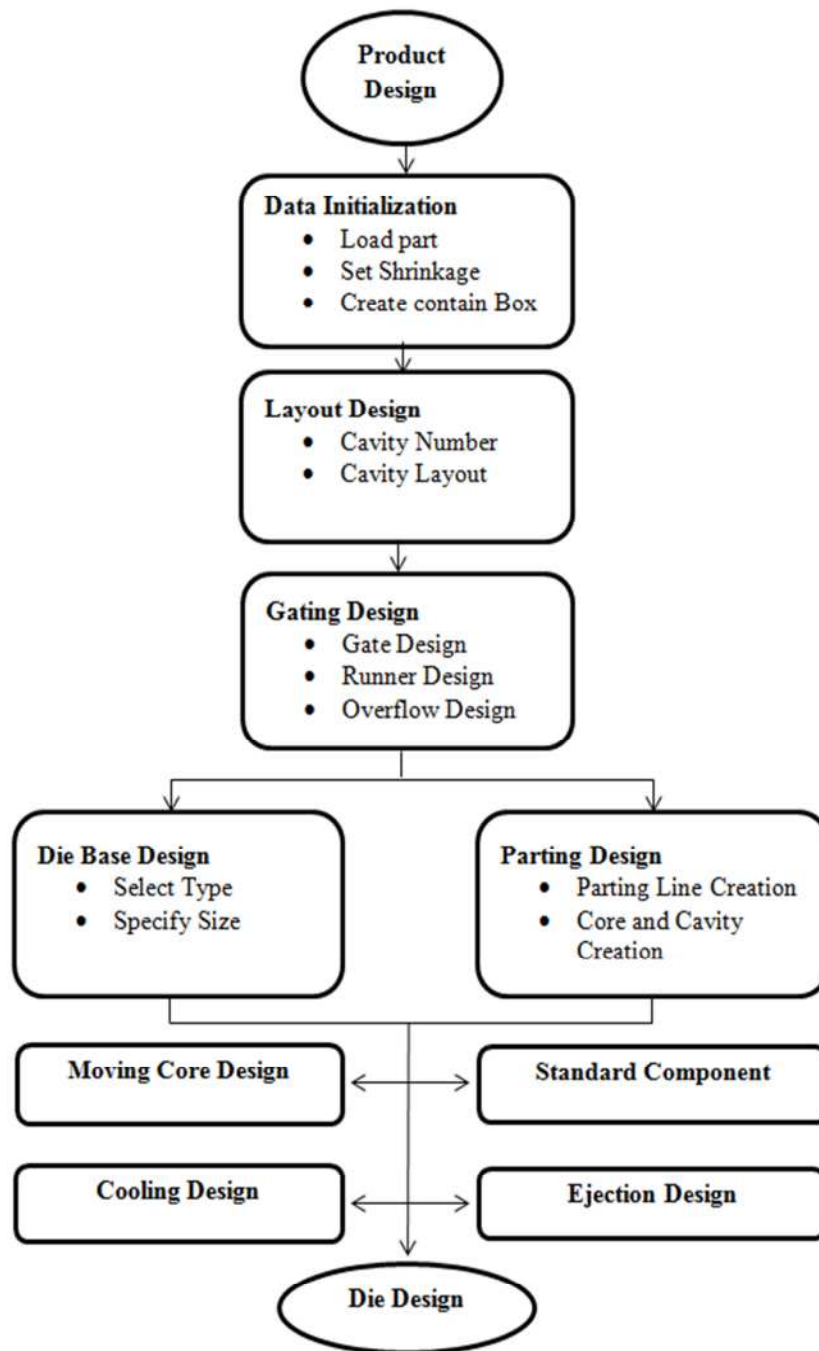 Product
Design
Data Initialization
• Load part
• Set Shrinkage
• Create contain Box
Layout Design
• Cavity Number
• Cavity Layout
Gating Design
• Gate Design
• Runner Design
• Overflow Design
Die Base Design
• Select Type
• Specify Size
Parting Design
• Parting Line Creation
• Core and Cavity
Creation
Moving Core Design
Standard Component
Cooling Design
Ejection Design
Die Design